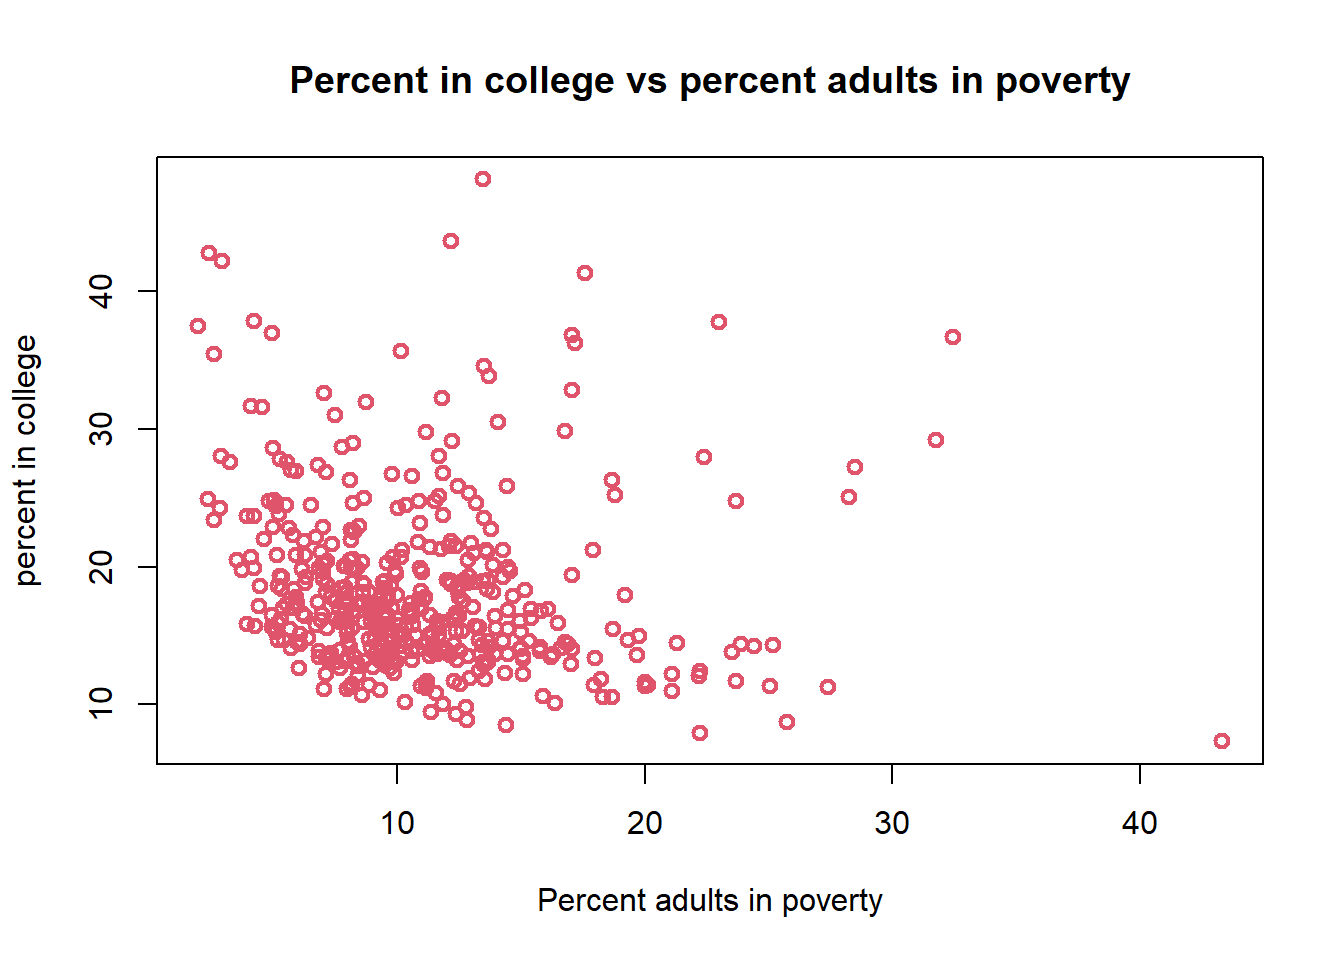 Percent in college vs percent adults in poverty
percent in college
40
30
20
10
10 20 30 40
Percent adults in poverty